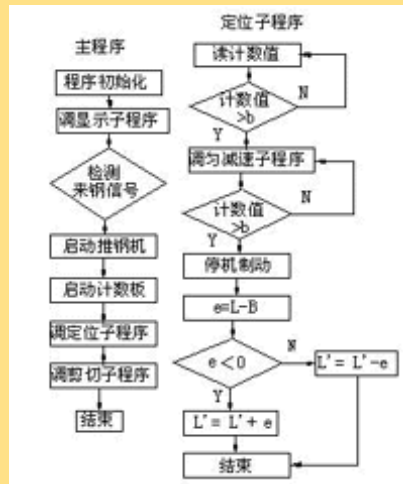 主程序
程序初始化
调显示子程序
检测
来钢信号
启动推钢机
启动计数板
调定位子程序
调剪切子程序
结束
定位子程序
读计数值
计数值
>b
N
Y
调匀减速子程序
计数值
>b
N
Y
停机制动
e=L-B
e<0
N
L'= L'-e
Y
L'= L'+ e
结束